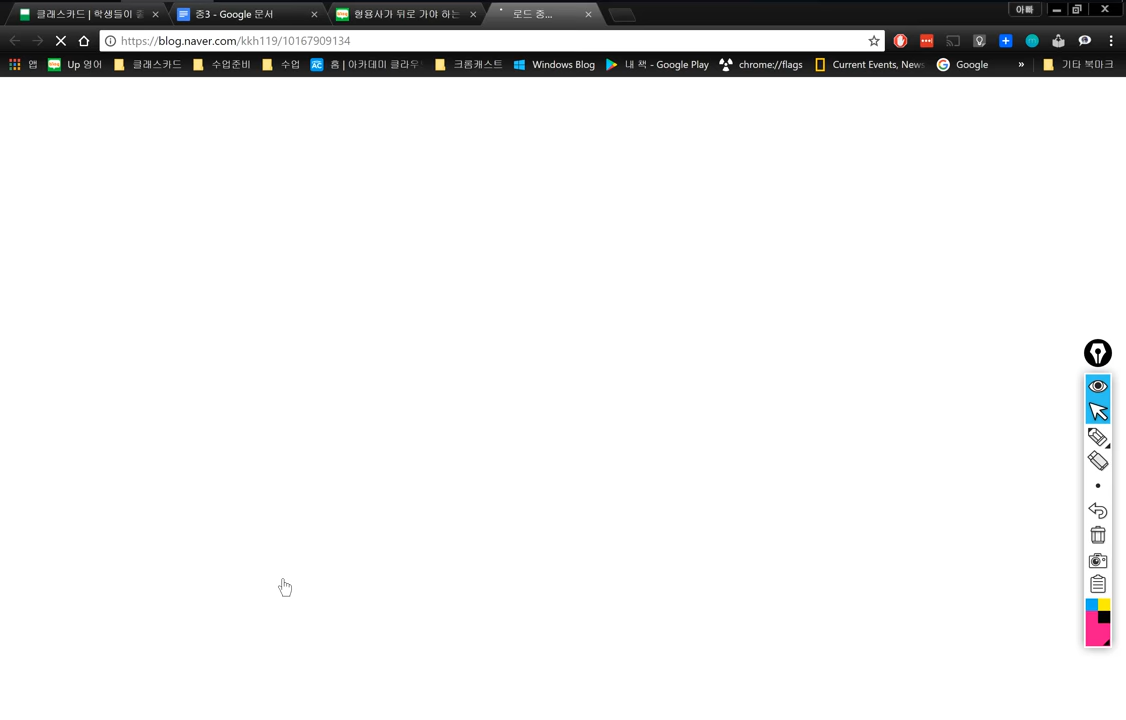 클래스카드 | 학생들이 좋
중3 - Google 문서
형용사가 뒤로 가야 하는
로드 중...
아빠
https://blog.naver.com/kkh119/10167909134
앱
Up 영어
클래스카드
수업준비
수업
AC
홈 | 아카데미 클라우
크롬캐스트
Windows Blog
내 책 - Google Play
chrome://flags
Current Events, News
Google
»
기타 북마크